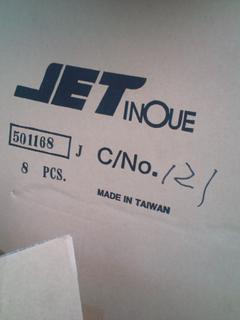 JET INOUE
501168 J C/No. 121
8 PCS.
MADE IN TAIWAN